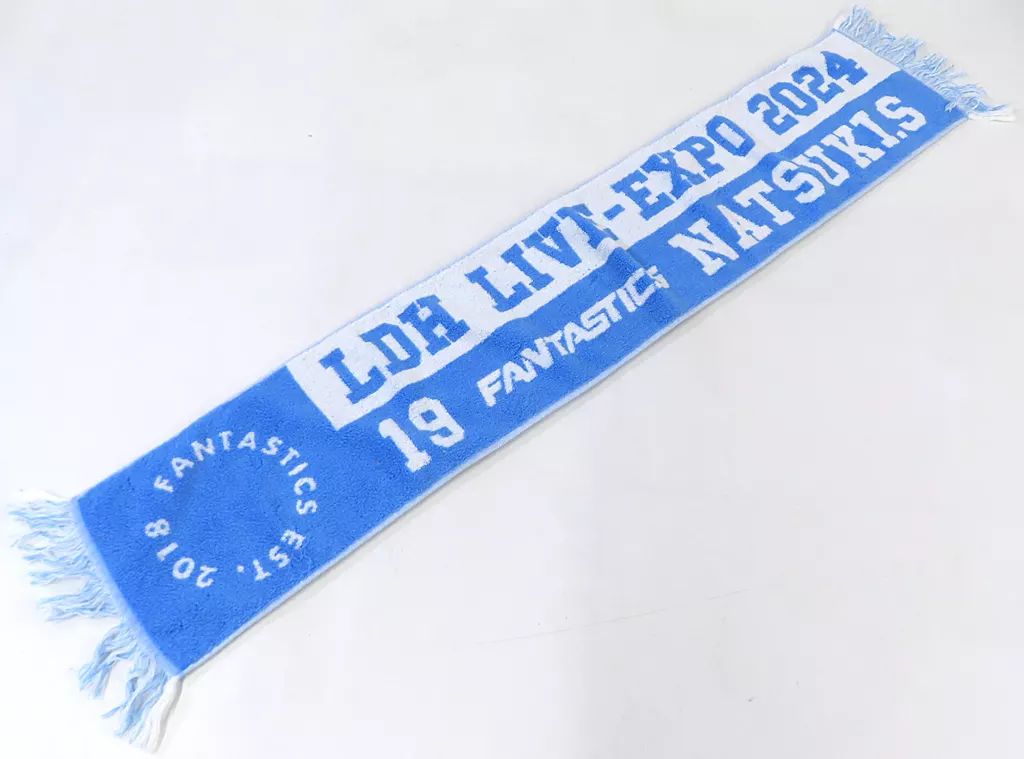 LDH LIVE-EXPO 2024
19 FANTASTICS NATSUKI.S
FANTASTICS EST. 2018